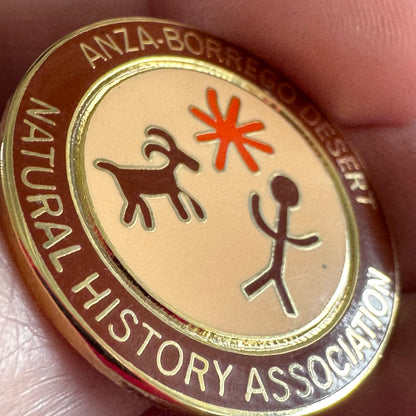 ANZA-BORREGO DESERT
NATURAL HISTORY ASSOCIATION